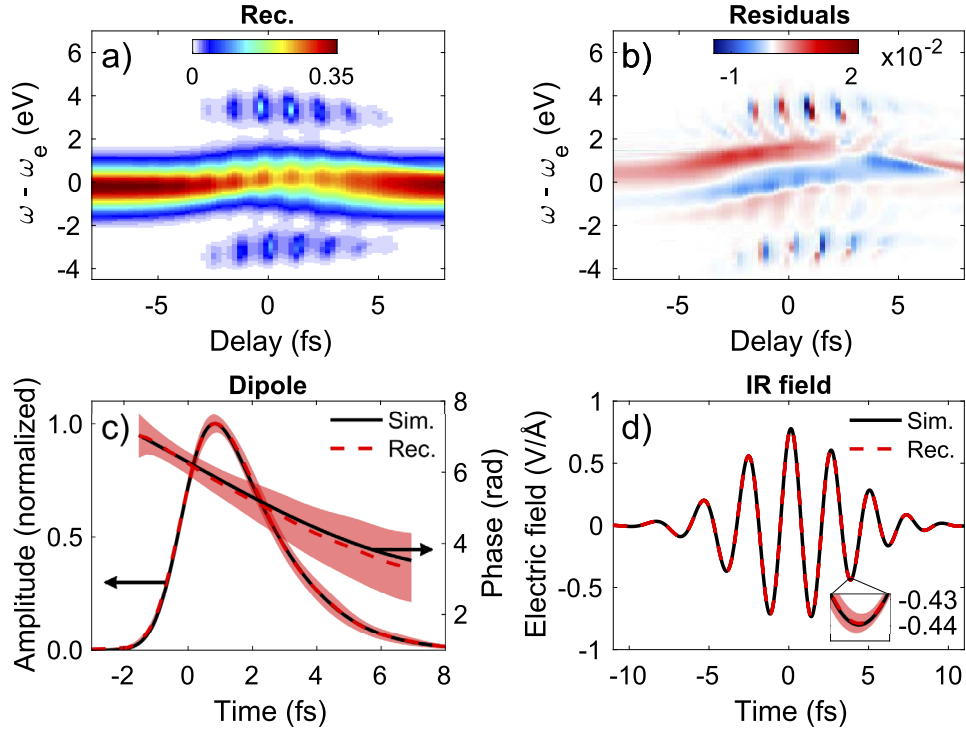 Rec.
a)
0
0.35
6
4
2
0
-2
-4
ω - ωe (eV)
-5
0
5
Delay (fs)
Residuals
b)
-1
2
x10-2
6
4
2
0
-2
-4
ω - ωe (eV)
-5
0
5
Delay (fs)
Dipole
c)
Sim.
Rec.
1.0
0.5
0.0
Amplitude (normalized)
8
6
4
2
Phase (rad)
-2
0
2
4
6
8
Time (fs)
IR field
d)
Sim.
Rec.
1
0.5
0
-0.5
-1
Electric field (V/Å)
-0.43
-0.44
-10
-5
0
5
10
Time (fs)